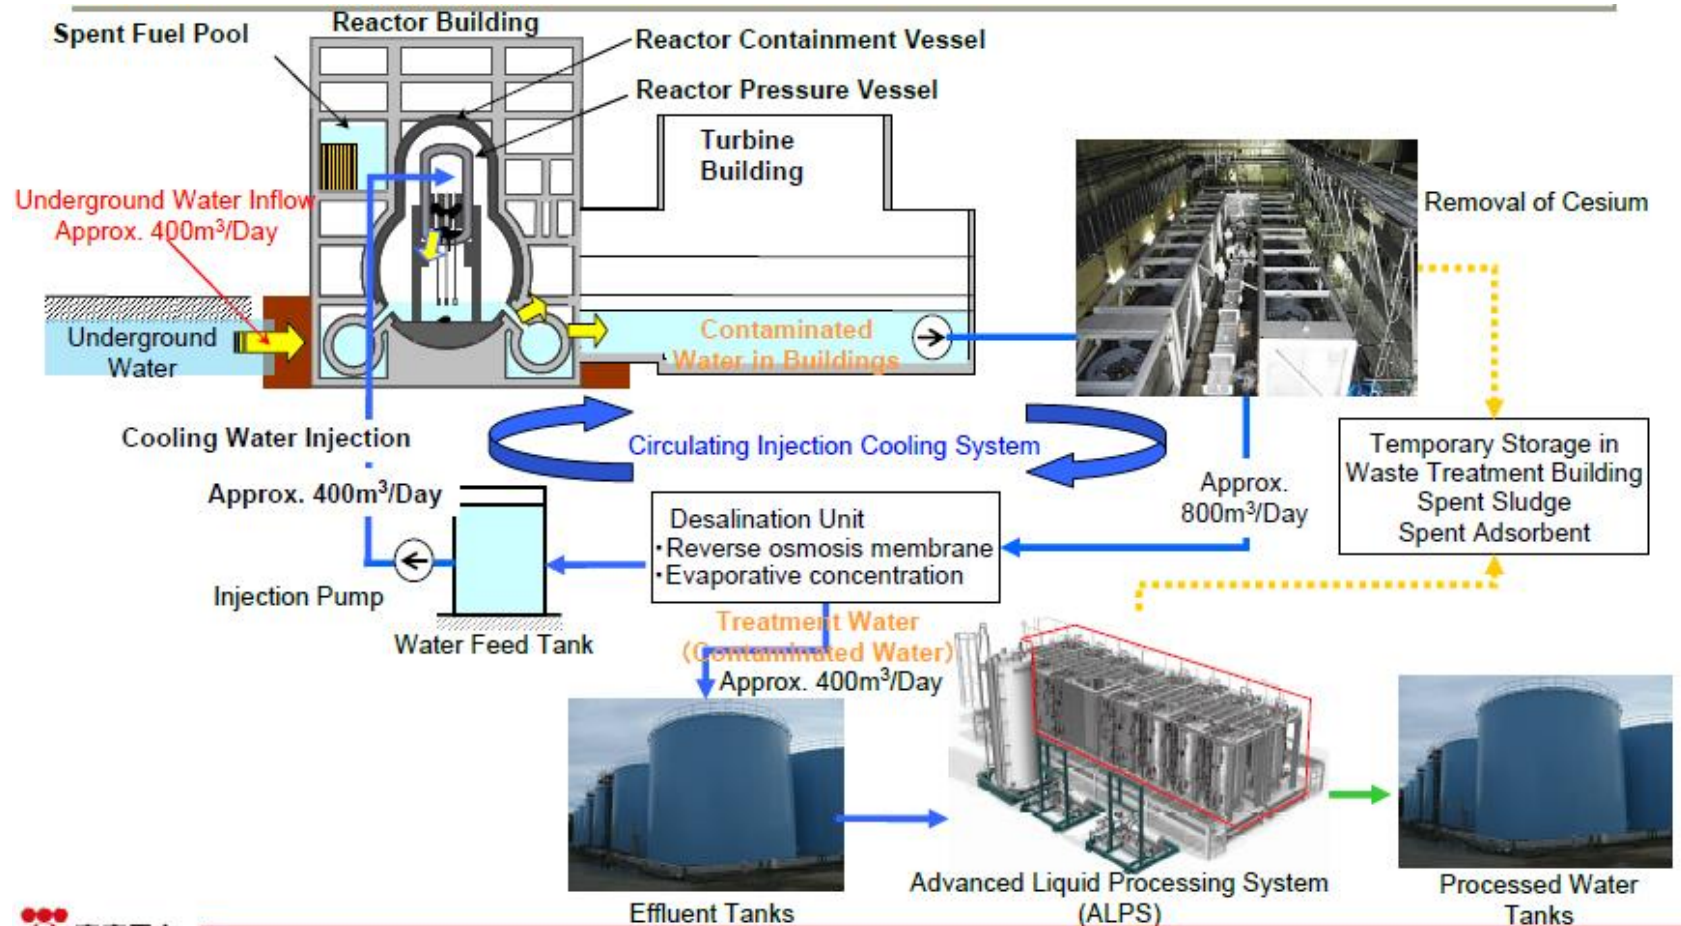 Reactor Building
Spent Fuel Pool
Reactor Containment Vessel
Reactor Pressure Vessel
Turbine
Building
Underground Water Inflow
Approx. 400m³/Day
Removal of Cesium
Underground
Water
Contaminated
Water in Buildings
Cooling Water Injection
Approx. 400m³/Day
Circulating Injection Cooling System
Approx.
800m³/Day
Temporary Storage in
Waste Treatment Building
Spent Sludge
Spent Adsorbent
Desalination Unit
・Reverse osmosis membrane
・Evaporative concentration
Injection Pump
Water Feed Tank
Treatment Water
（Contaminated Water）
Approx. 400m³/Day
Effluent Tanks
Advanced Liquid Processing System
(ALPS)
Processed Water
Tanks